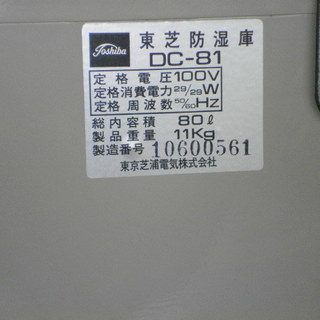 Toshiba
東芝防湿庫
DC-81
定格電圧100V
定格消費電力29/29W
定格周波数50/60Hz
総内容積 80ℓ
製品重量 11Kg
製造番号 10600561
東京芝浦電気株式会社